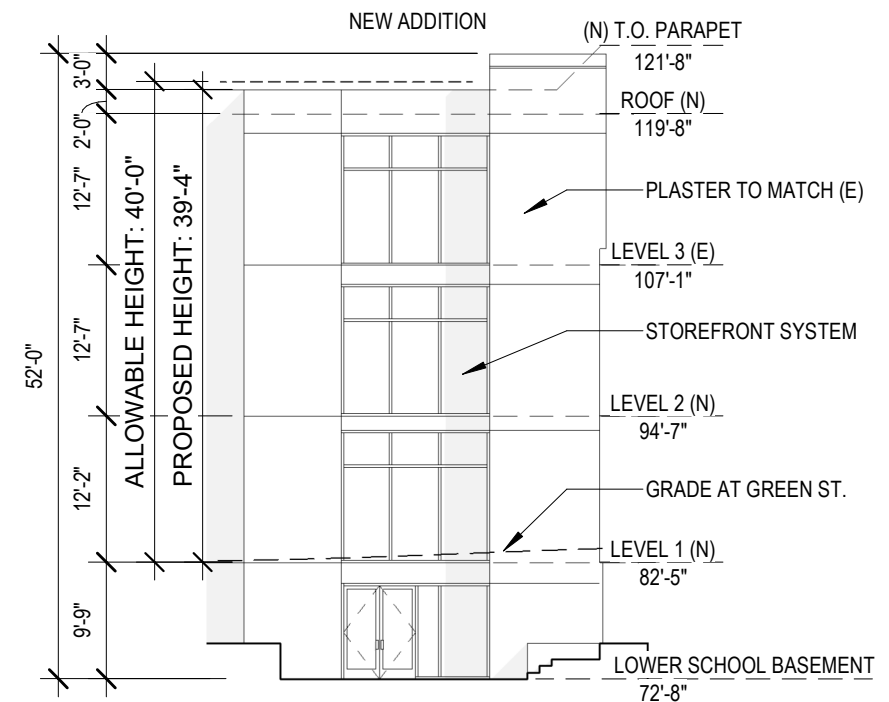 NEW ADDITION
(N) T.O. PARAPET
121'-8"
ROOF (N)
119'-8"
PLASTER TO MATCH (E)
LEVEL 3 (E)
107'-1"
STOREFRONT SYSTEM
LEVEL 2 (N)
94'-7"
GRADE AT GREEN ST.
LEVEL 1 (N)
82'-5"
LOWER SCHOOL BASEMENT
72'-8"
52'-0"
3'-0"
2'-0"
12'-7"
12'-7"
12'-2"
9'-9"
ALLOWABLE HEIGHT: 40'-0"
PROPOSED HEIGHT: 39'-4"